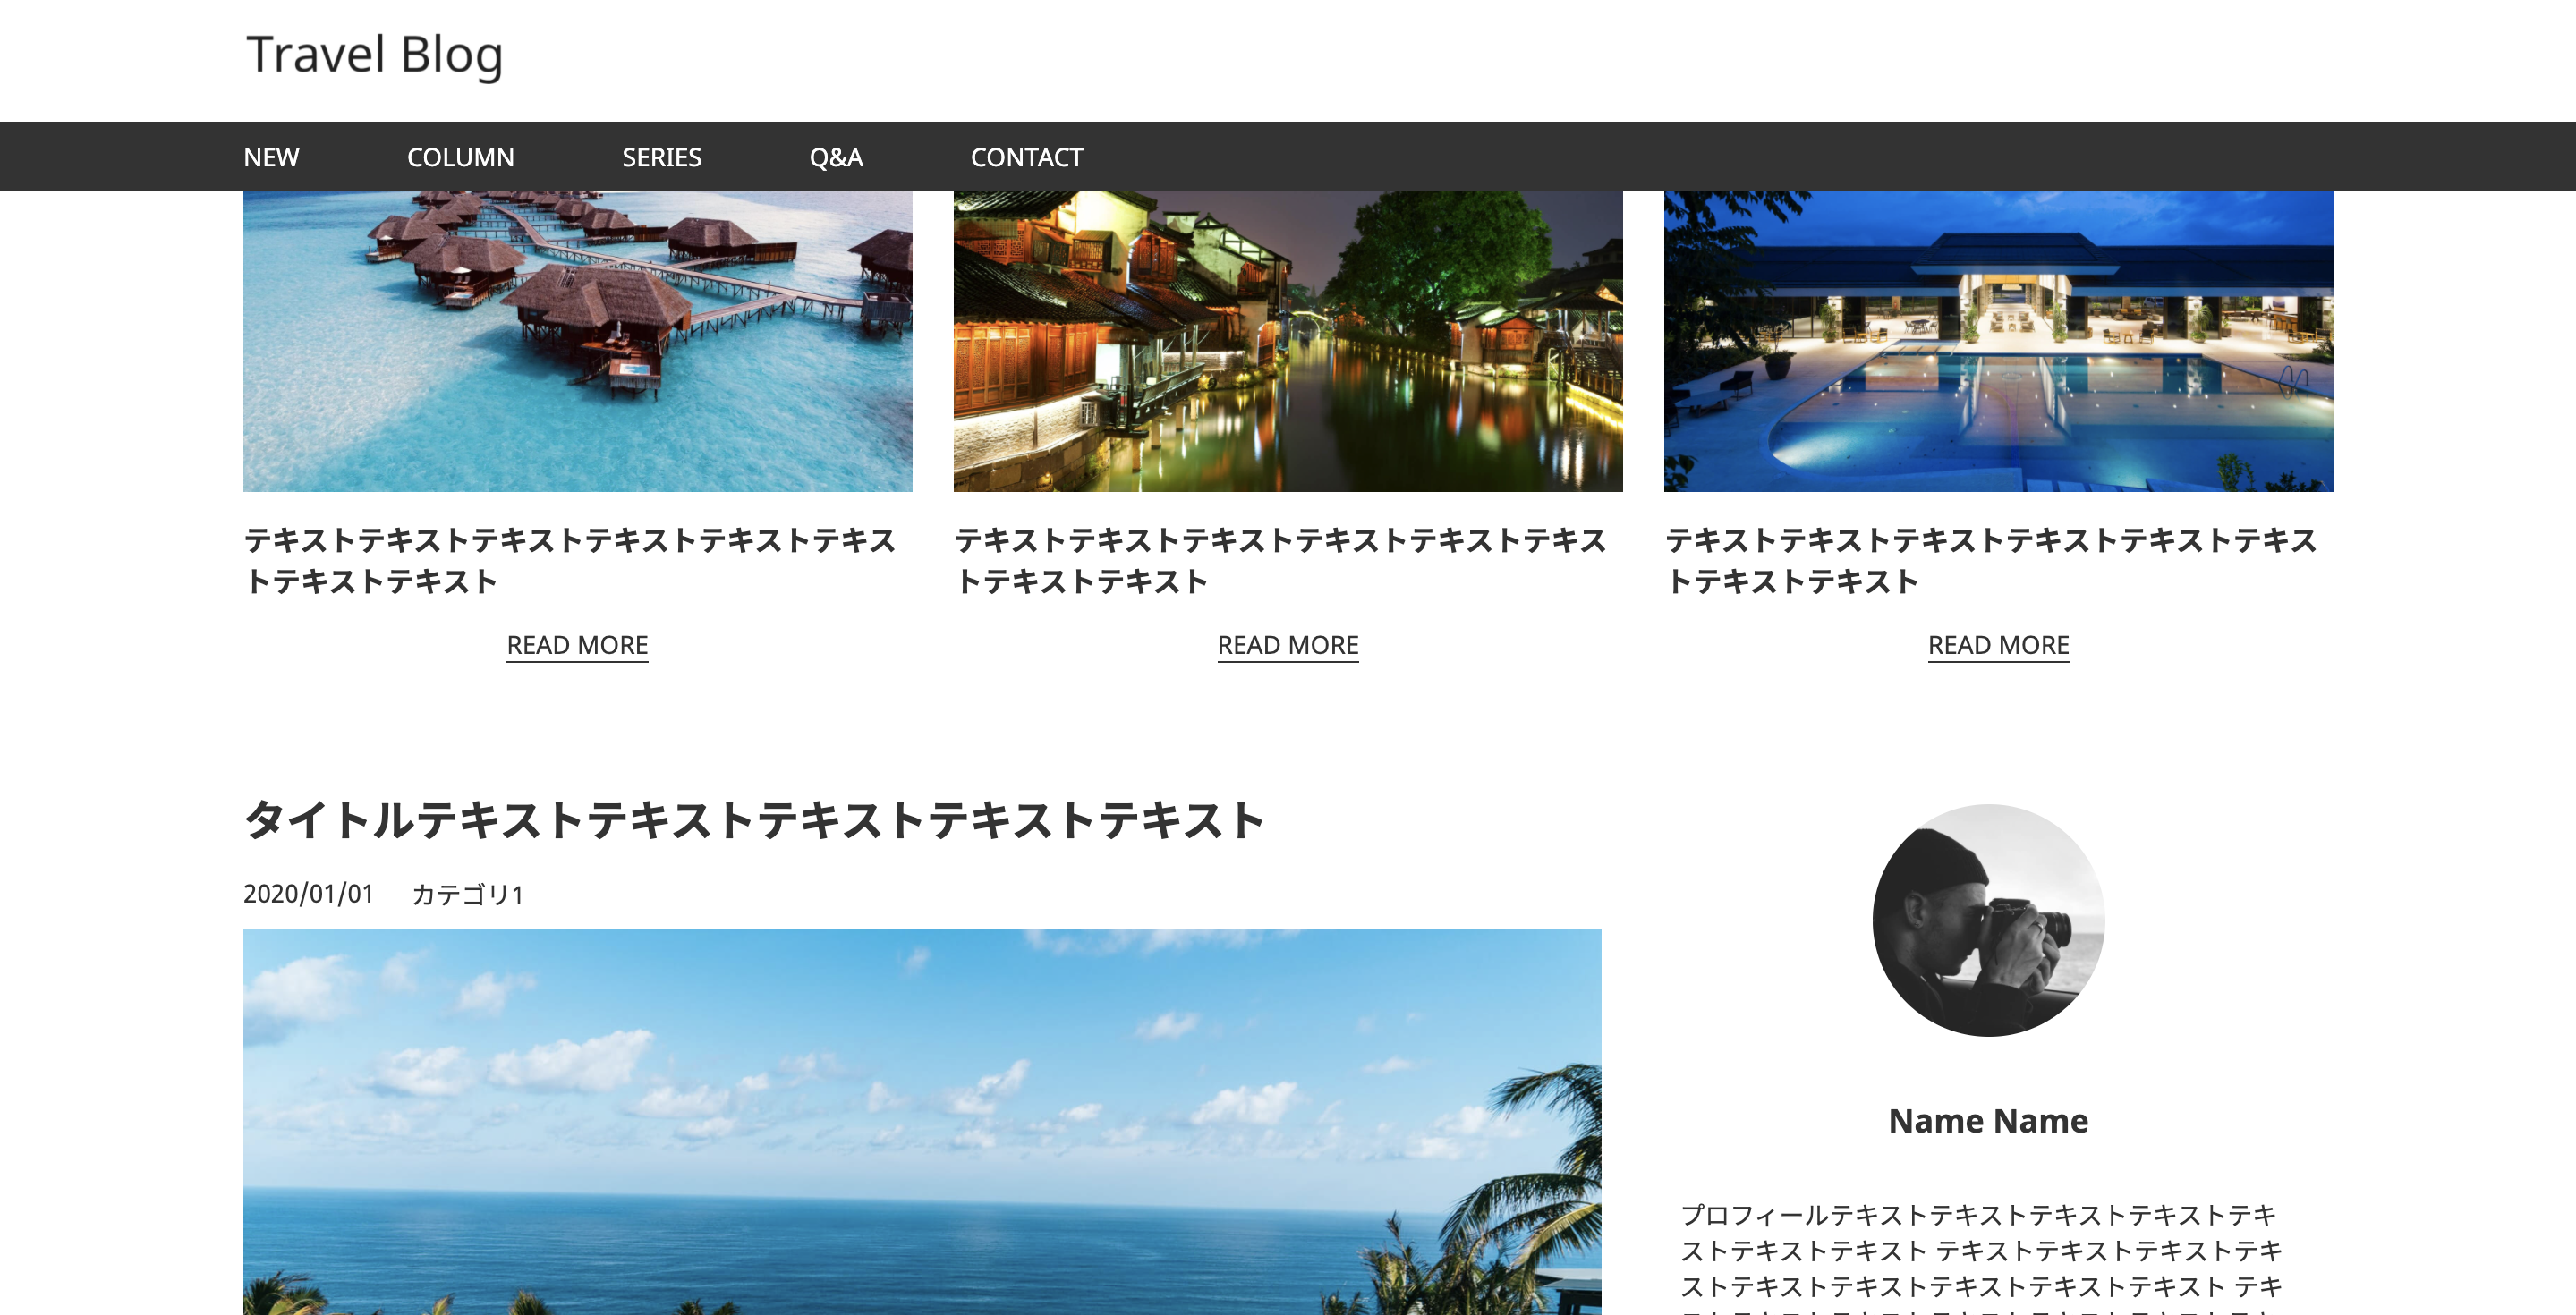 Travel Blog
NEW
COLUMN
SERIES
Q&A
CONTACT
テキストテキストテキストテキストテキストテキス
トテキストテキスト
READ MORE
テキストテキストテキストテキストテキストテキス
トテキストテキスト
READ MORE
テキストテキストテキストテキストテキストテキス
トテキストテキスト
READ MORE
タイトルテキストテキストテキストテキストテキスト
2020/01/01 カテゴリ1
Name Name
プロフィールテキストテキストテキストテキストテキ
ストテキストテキスト テキストテキストテキストテキ
ストテキストテキストテキストテキストテキスト テキ